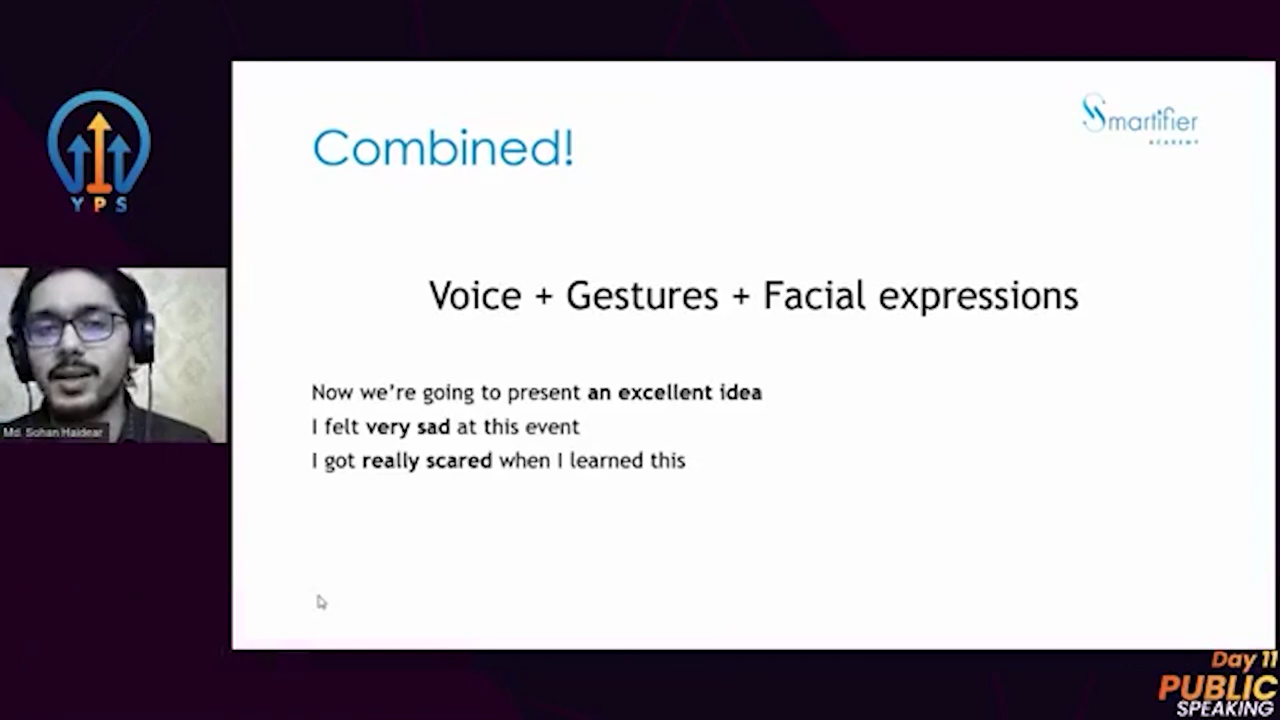 YPS
Md. Sohan Haidear
Combined!
Smartifier
ACADEMY
Voice + Gestures + Facial expressions
Now we're going to present an excellent idea
I felt very sad at this event
I got really scared when I learned this
Day 11
PUBLIC
SPEAKING